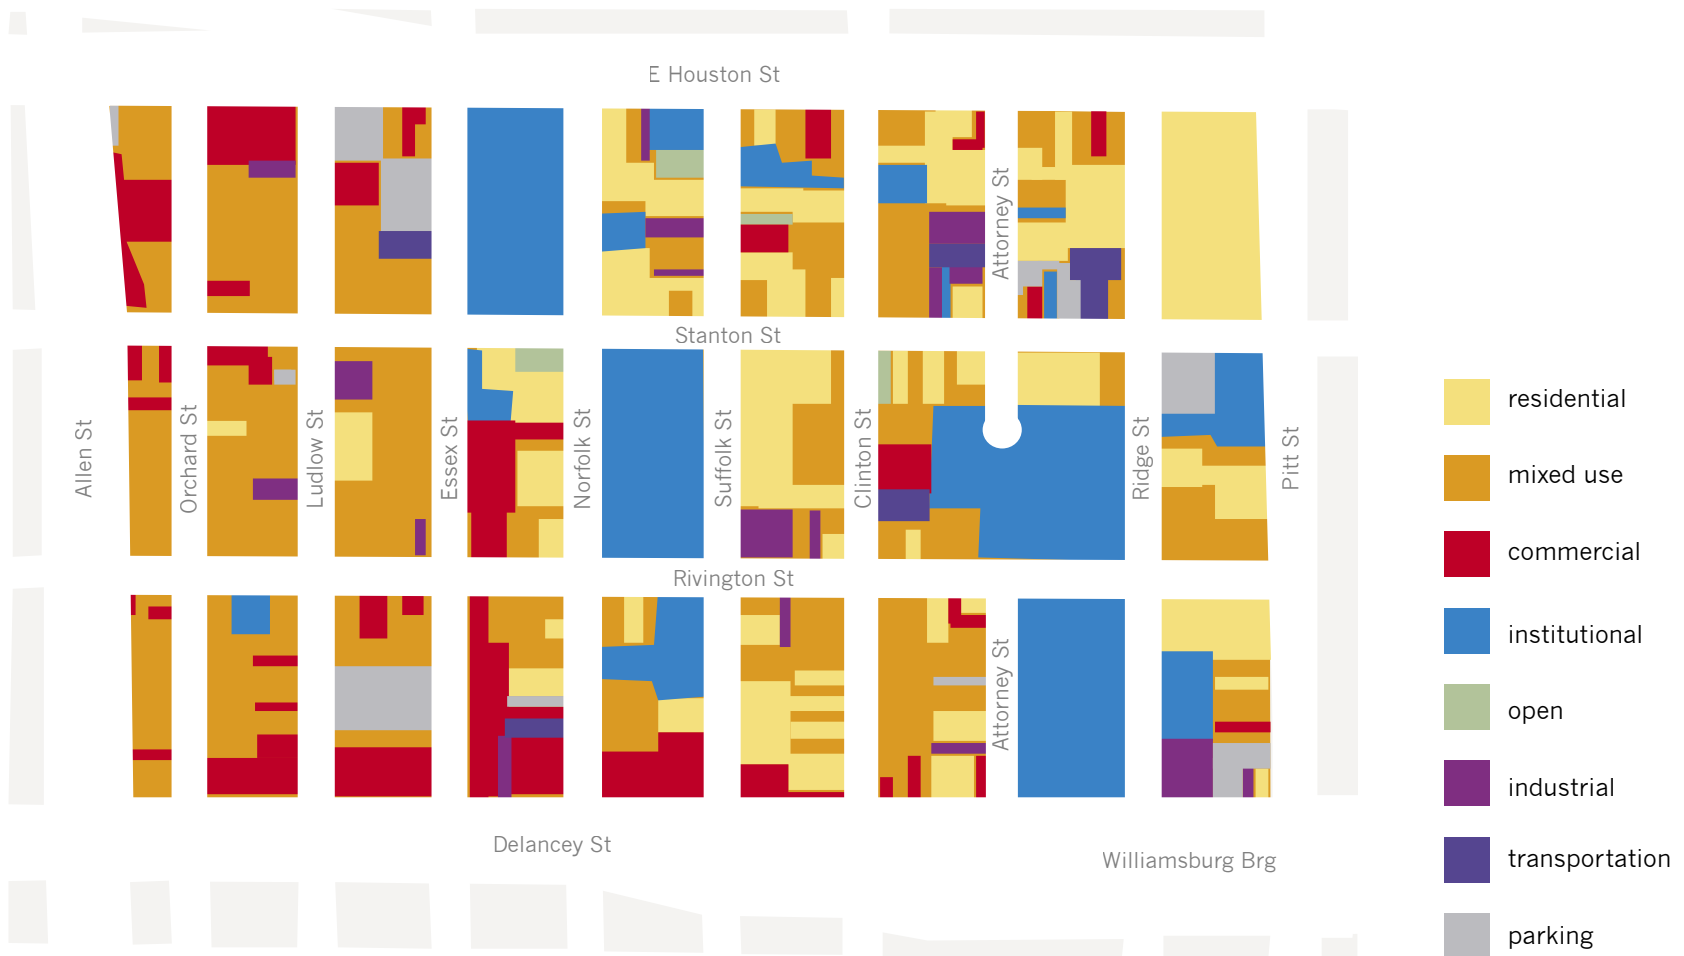 E Houston St
Attorney St
Stanton St
Allen St
Orchard St
Ludlow St
Essex St
Norfolk St
Suffolk St
Clinton St
Ridge St
Pitt St
Rivington St
Attorney St
Delancey St
Williamsburg Brg
residential
mixed use
commercial
institutional
open
industrial
transportation
parking